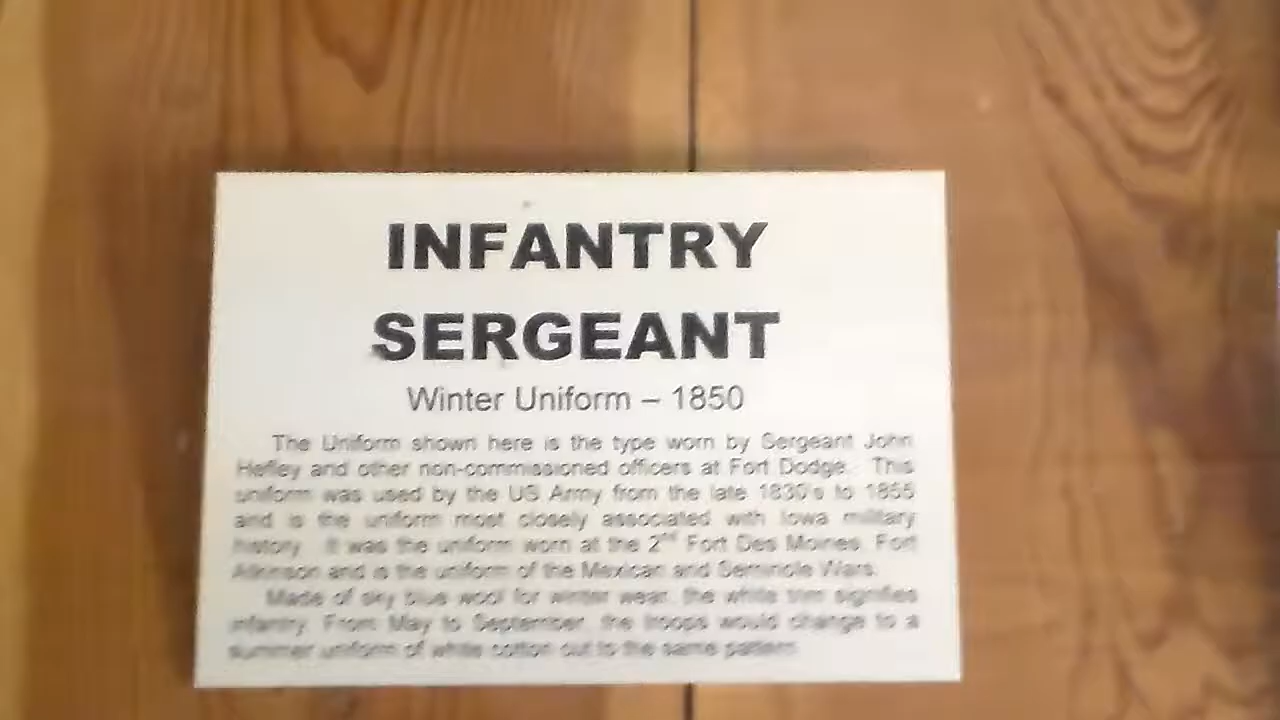 INFANTRY
SERGEANT
Winter Uniform – 1850
The Uniform shown here is the type worn by Sergeant John
Hefley and other non-commissioned officers at Fort Dodge. This
uniform was used by the US Army from the late 1830's to 1855
and is the uniform most closely associated with Iowa military
history. It was the uniform worn at the 2nd Fort Des Moines, Fort
Atkinson and is the uniform of the Mexican and Seminole Wars.
Made of sky blue wool for winter wear, the white trim signifies
infantry. From May to September, the troops would change to a
summer uniform of white cotton cut to the same pattern.